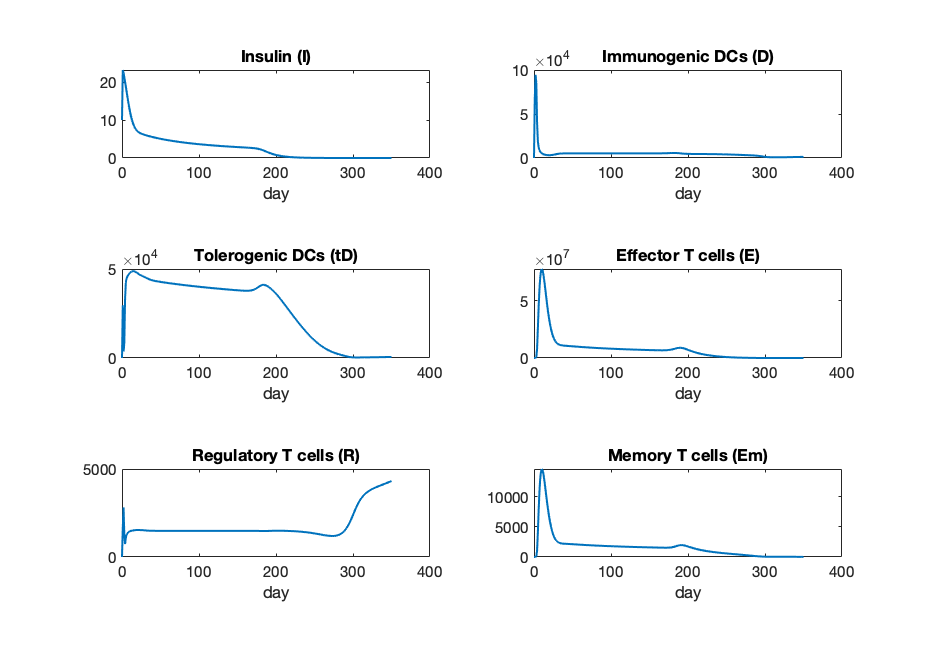 Insulin (I)
20
10
0
0 100 200 300 400
day
Immunogenic DCs (D)
×10^4
10
5
0
0 100 200 300 400
day
Tolerogenic DCs (tD)
×10^4
5
0
0 100 200 300 400
day
Effector T cells (E)
×10^7
5
0
0 100 200 300 400
day
Regulatory T cells (R)
5000
0
0 100 200 300 400
day
Memory T cells (Em)
10000
5000
0
0 100 200 300 400
day